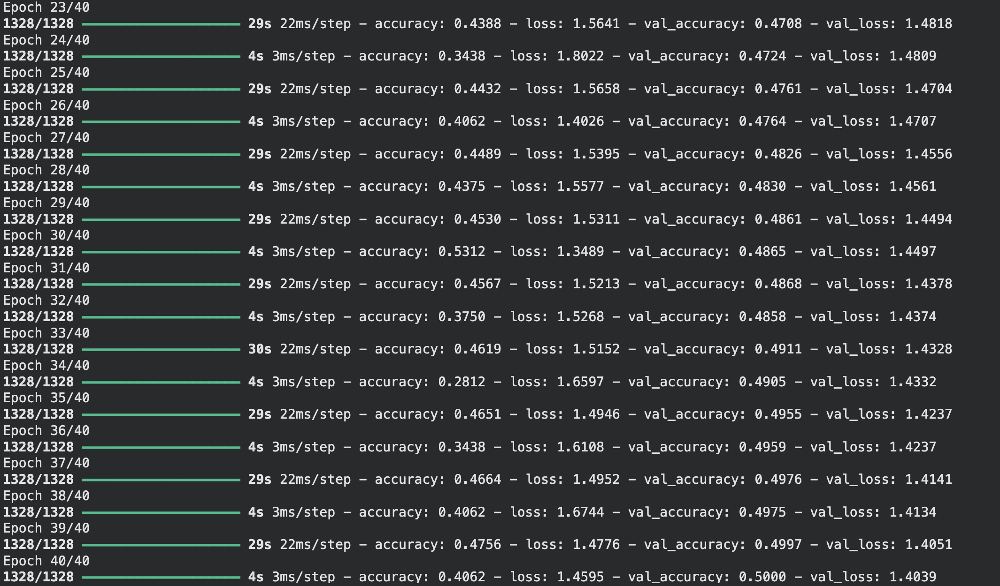 Epoch 23/40
1328/1328 ━━━━━━━━━━━━━━━━━━━━ 29s 22ms/step - accuracy: 0.4388 - loss: 1.5641 - val_accuracy: 0.4708 - val_loss: 1.4818
Epoch 24/40
1328/1328 ━━━━━━━━━━━━━━━━━━━━ 4s 3ms/step - accuracy: 0.3438 - loss: 1.8022 - val_accuracy: 0.4724 - val_loss: 1.4809
Epoch 25/40
1328/1328 ━━━━━━━━━━━━━━━━━━━━ 29s 22ms/step - accuracy: 0.4432 - loss: 1.5658 - val_accuracy: 0.4761 - val_loss: 1.4704
Epoch 26/40
1328/1328 ━━━━━━━━━━━━━━━━━━━━ 4s 3ms/step - accuracy: 0.4062 - loss: 1.4026 - val_accuracy: 0.4764 - val_loss: 1.4707
Epoch 27/40
1328/1328 ━━━━━━━━━━━━━━━━━━━━ 29s 22ms/step - accuracy: 0.4489 - loss: 1.5395 - val_accuracy: 0.4826 - val_loss: 1.4556
Epoch 28/40
1328/1328 ━━━━━━━━━━━━━━━━━━━━ 4s 3ms/step - accuracy: 0.4375 - loss: 1.5577 - val_accuracy: 0.4830 - val_loss: 1.4561
Epoch 29/40
1328/1328 ━━━━━━━━━━━━━━━━━━━━ 29s 22ms/step - accuracy: 0.4530 - loss: 1.5311 - val_accuracy: 0.4861 - val_loss: 1.4494
Epoch 30/40
1328/1328 ━━━━━━━━━━━━━━━━━━━━ 4s 3ms/step - accuracy: 0.5312 - loss: 1.3489 - val_accuracy: 0.4865 - val_loss: 1.4497
Epoch 31/40
1328/1328 ━━━━━━━━━━━━━━━━━━━━ 29s 22ms/step - accuracy: 0.4567 - loss: 1.5213 - val_accuracy: 0.4868 - val_loss: 1.4378
Epoch 32/40
1328/1328 ━━━━━━━━━━━━━━━━━━━━ 4s 3ms/step - accuracy: 0.3750 - loss: 1.5268 - val_accuracy: 0.4858 - val_loss: 1.4374
Epoch 33/40
1328/1328 ━━━━━━━━━━━━━━━━━━━━ 30s 22ms/step - accuracy: 0.4619 - loss: 1.5152 - val_accuracy: 0.4911 - val_loss: 1.4328
Epoch 34/40
1328/1328 ━━━━━━━━━━━━━━━━━━━━ 4s 3ms/step - accuracy: 0.2812 - loss: 1.6597 - val_accuracy: 0.4905 - val_loss: 1.4332
Epoch 35/40
1328/1328 ━━━━━━━━━━━━━━━━━━━━ 29s 22ms/step - accuracy: 0.4651 - loss: 1.4946 - val_accuracy: 0.4955 - val_loss: 1.4237
Epoch 36/40
1328/1328 ━━━━━━━━━━━━━━━━━━━━ 4s 3ms/step - accuracy: 0.3438 - loss: 1.6108 - val_accuracy: 0.4959 - val_loss: 1.4237
Epoch 37/40
1328/1328 ━━━━━━━━━━━━━━━━━━━━ 29s 22ms/step - accuracy: 0.4664 - loss: 1.4952 - val_accuracy: 0.4976 - val_loss: 1.4141
Epoch 38/40
1328/1328 ━━━━━━━━━━━━━━━━━━━━ 4s 3ms/step - accuracy: 0.4062 - loss: 1.6744 - val_accuracy: 0.4975 - val_loss: 1.4134
Epoch 39/40
1328/1328 ━━━━━━━━━━━━━━━━━━━━ 29s 22ms/step - accuracy: 0.4756 - loss: 1.4776 - val_accuracy: 0.4997 - val_loss: 1.4051
Epoch 40/40
1328/1328 ━━━━━━━━━━━━━━━━━━━━ 4s 3ms/step - accuracy: 0.4062 - loss: 1.4595 - val_accuracy: 0.5000 - val_loss: 1.4039